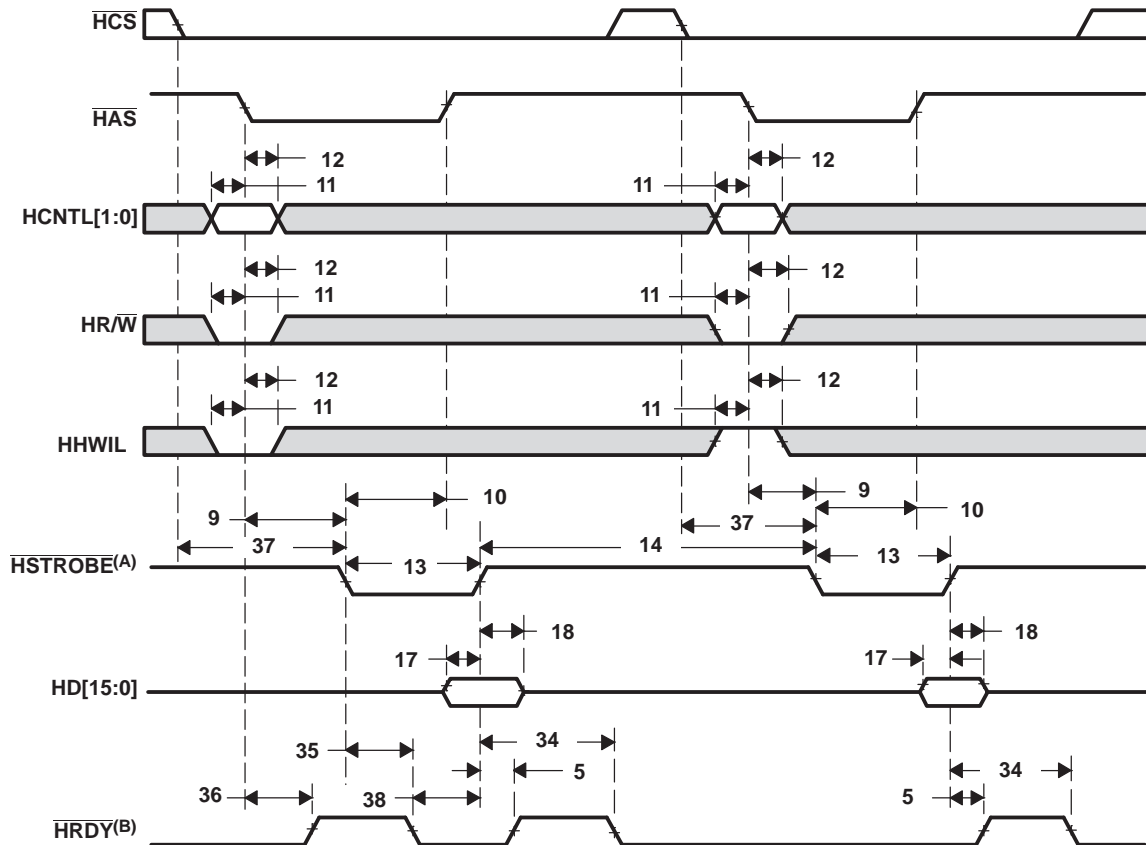 HCS
HAS
12 12
11 11
HCNTL[1:0]
12 12
11 11
HR/W
12 12
11 11
HHWIL
10 9
9 10
37 37
14
HSTROBE(A)
13 13
18 18
17 17
HD[15:0]
34
35 34
5
36 38 5
HRDY(B)